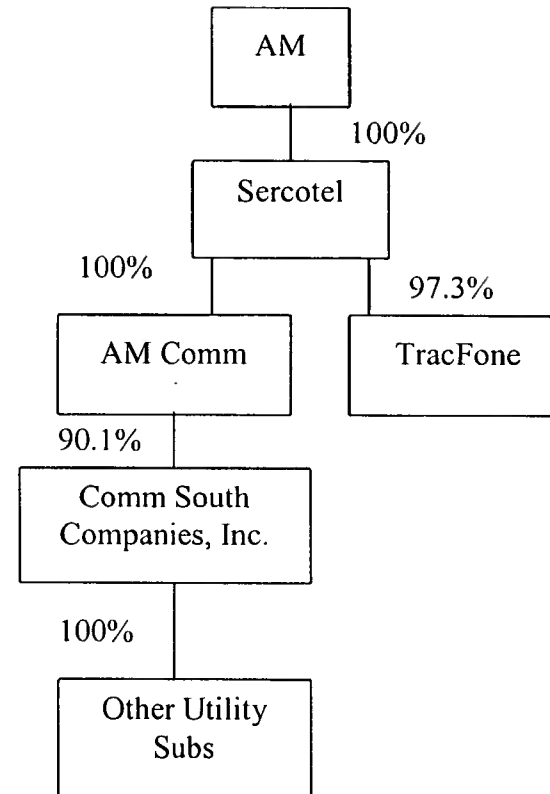 AM
100%
Sercotel
100%
97.3%
AM Comm
TracFone
90.1%
Comm South
Companies, Inc.
100%
Other Utility
Subs